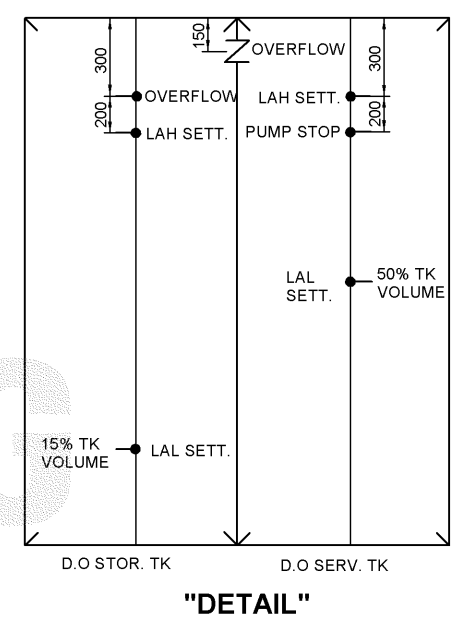 150
300
200
OVERFLOW
OVERFLOW
LAH SETT.
300
200
LAH SETT.
PUMP STOP
LAL
SETT.
50% TK
VOLUME
15% TK
VOLUME
LAL SETT.
D.O STOR. TK
D.O SERV. TK
"DETAIL"
G